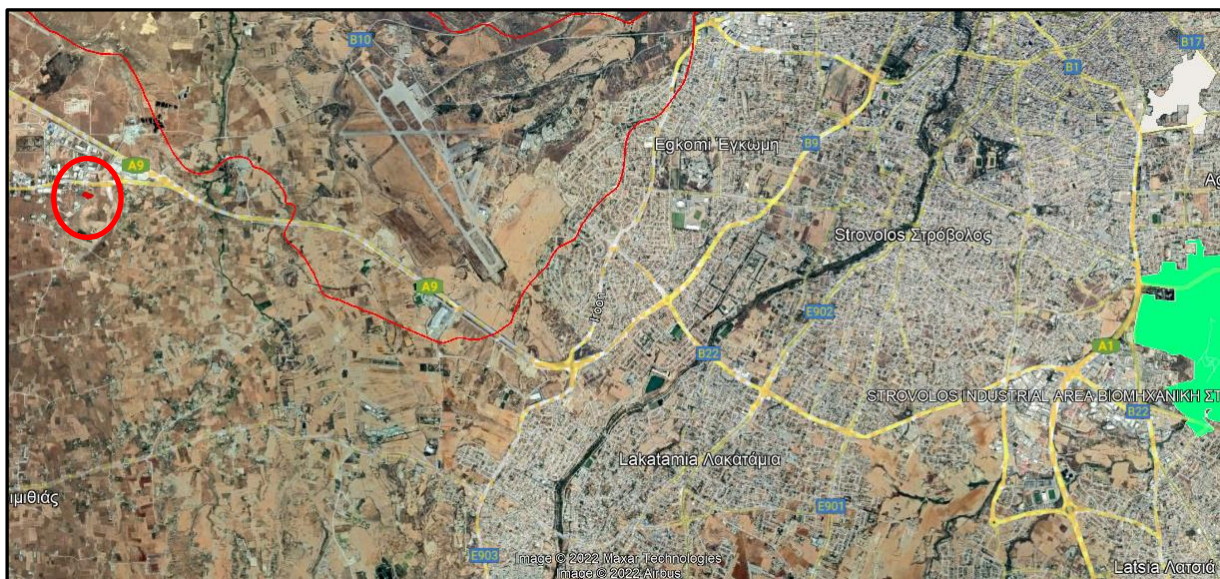 B10
B17
B1
A9
Egkomi Έγκωμη
B9
Strovolos Στρόβολος
A9
E902
B22
A1
STROVOLOS INDUSTRIAL AREA ΒΙΟΜΗΧΑΝΙΚΗ ΣΤ
B22
Lakatamia Λακατάμια
ιμιθιάς
E901
E903
Image © 2022 Maxar Technologies
Image © 2022 Airbus
Latsia Λατσιά